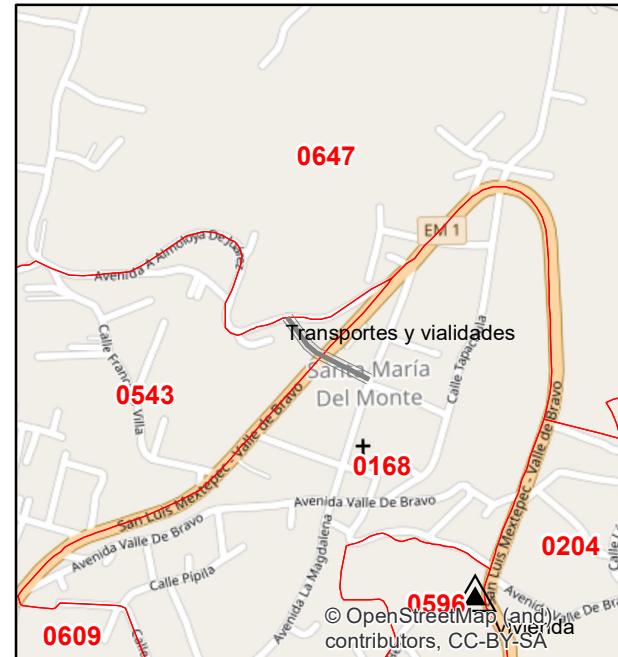 0647
EM 1
Avenida A Almoloya De Juárez
Transportes y vialidades
Santa María
Del Monte
Calle Tapachula
Calle Francisco Villa
0543
0168
San Luis Mextepec - Valle de Bravo
San Luis Mextepec - Valle de Bravo
Avenida Valle De Bravo
Avenida Valle De Bravo
Avenida La Magdalena
0204
Calle Pipila
0596
Valle De Bravo
Vivienda
0609
Calle
© OpenStreetMap (and)
contributors, CC-BY-SA